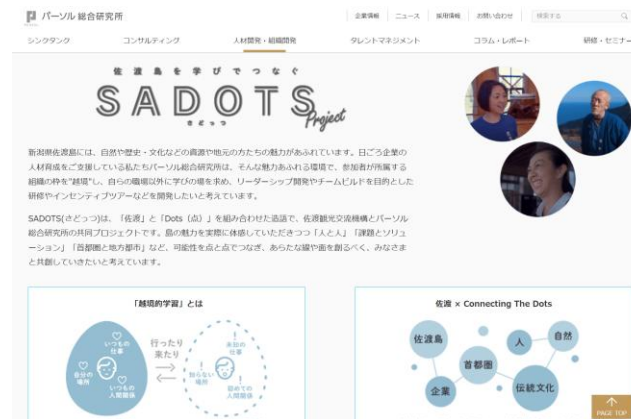 パーソル 総合研究所
企業情報
ニュース
採用情報
お問い合わせ
検索する
シンクタンク
コンサルティング
人材開発・組織開発
タレントマネジメント
コラム・レポート
研修・セミナー
佐渡島を学びでつなぐ
SADOTS
さどっつ
Project
新潟県佐渡島には、自然や歴史・文化などの資源や地元の方たちの魅力があふれています。日ごろ企業の
人材育成をご支援している私たちパーソル総合研究所は、そんな魅力あふれる環境で、参加者が所属する
組織の枠を"越境"し、自らの職場以外に学びの場を求め、リーダーシップ開発やチームビルドを目的とした
研修やインセンティブツアーなどを開発したいと考えています。
SADOTS(さどっつ)は、「佐渡」と「Dots（点）」を組み合わせた造語で、佐渡観光交流機構とパーソル
総合研究所の共同プロジェクトです。島の魅力を実際に体感していただきつつ「人と人」「課題とソリュ
ーション」「首都圏と地方都市」など、可能性を点と点でつなぎ、あらたな線や面を創るべく、みなさま
と共創していきたいと考えています。
「越境的学習」とは
いつもの
仕事
自分の
場所
いつもの
人間関係
行ったり
来たり
未知の
仕事
知らない
場所
初めての
人間関係
佐渡 × Connecting The Dots
佐渡島
人
自然
首都圏
企業
伝統文化
PAGE TOP